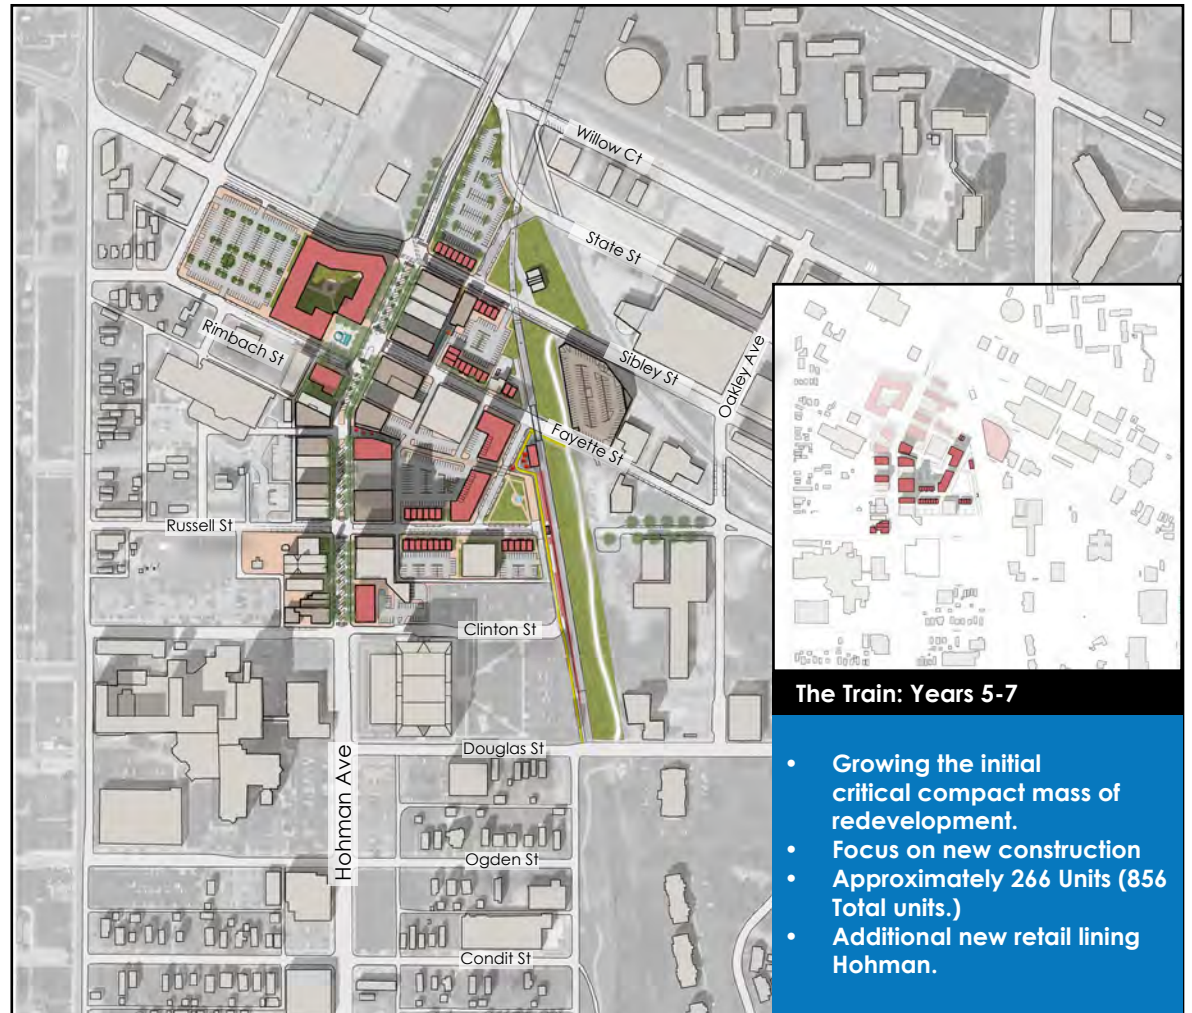 Willow Ct
State St
Rimbach St
Sibley St
Oakley Ave
Fayette St
Russell St
Clinton St
Hohman Ave
Douglas St
Ogden St
Condit St
The Train: Years 5-7
• Growing the initial
critical compact mass of
redevelopment.
• Focus on new construction
• Approximately 266 Units (856
Total units.)
• Additional new retail lining
Hohman.